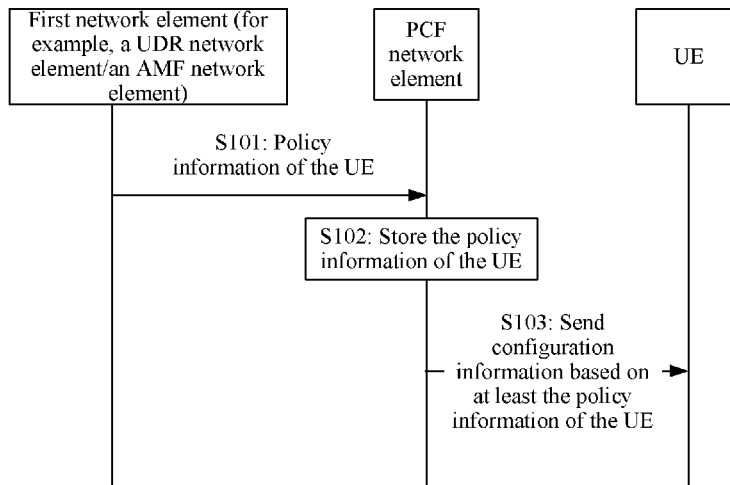 First network element (for
example, a UDR network
element/an AMF network
element)
PCF
network
element
UE
S101: Policy
information of the UE
S102: Store the policy
information of the UE
S103: Send
configuration
information based on
at least the policy
information of the UE